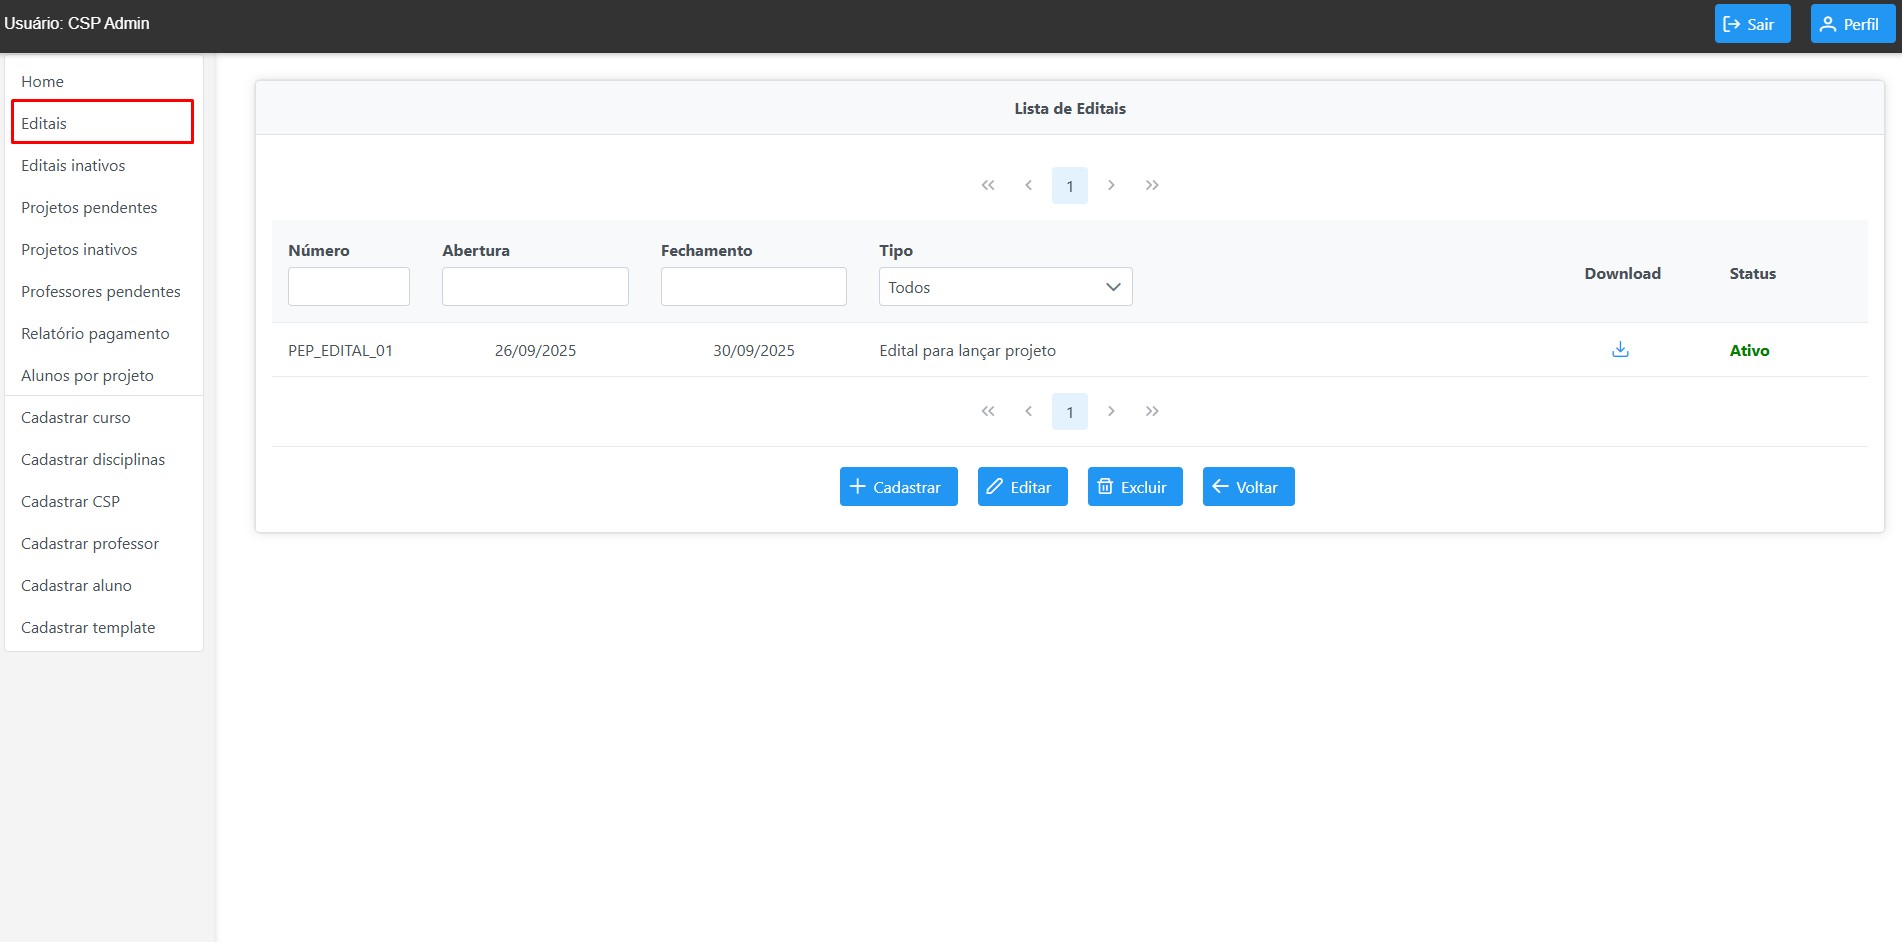 Usuário: CSP Admin
Sair
Perfil
Home
Editais
Editais inativos
Projetos pendentes
Projetos inativos
Professores pendentes
Relatório pagamento
Alunos por projeto
Cadastrar curso
Cadastrar disciplinas
Cadastrar CSP
Cadastrar professor
Cadastrar aluno
Cadastrar template
Lista de Editais
1
Número Abertura Fechamento Tipo Download Status
Todos
PEP_EDITAL_01 26/09/2025 30/09/2025 Edital para lançar projeto Ativo
1
Cadastrar Editar Excluir Voltar